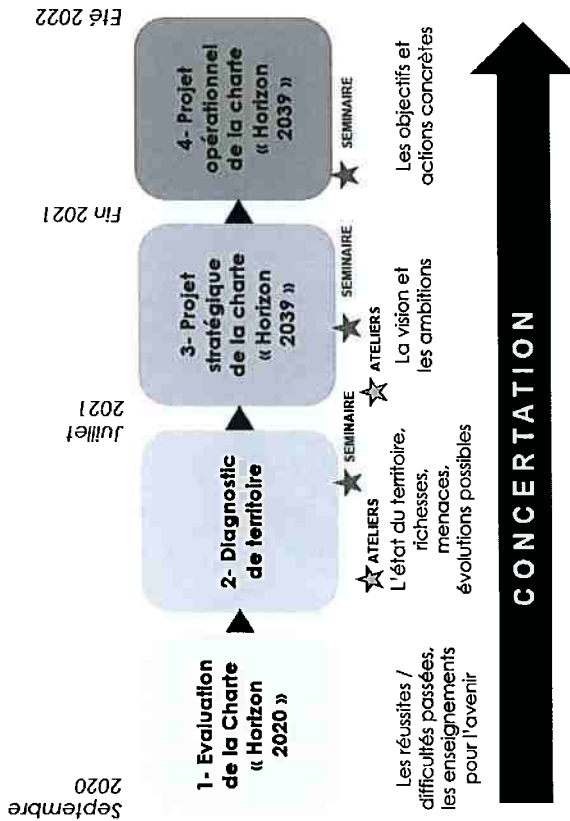 Septembre
2020
Juillet
2021
Fin 2021
Eté 2022
1- Evaluation
de la Charte
« Horizon
2020 »
2- Diagnostic
de territoire
3- Projet
stratégique
de la charte
« Horizon
2039 »
4- Projet
opérationnel
de la charte
« Horizon
2039 »
ATELIERS
SEMINAIRE
ATELIERS
SEMINAIRE
SEMINAIRE
Les réussites /
difficultés passées,
les enseignements
pour l'avenir
L'état du territoire,
richesses,
menaces,
évolutions possibles
La vision et
les ambitions
Les objectifs et
actions concrètes
CONCERTATION